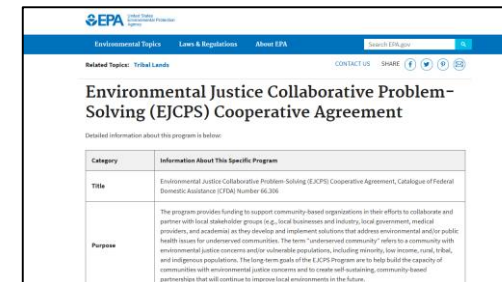 EPA United States Environmental Protection Agency
Environmental Topics Laws & Regulations About EPA Search EPA.gov
Related Topics: Tribal Lands CONTACT US SHARE
Environmental Justice Collaborative Problem-
Solving (EJCPS) Cooperative Agreement
Detailed information about this program is below:
Category Information About This Specific Program
Title Environmental Justice Collaborative Problem-Solving (EJCPS) Cooperative Agreement, Catalogue of Federal
Domestic Assistance (CFDA) Number 66.306
The program provides funding to support community-based organizations in their efforts to collaborate and
partner with local stakeholder groups (e.g., local businesses and industry, local government, medical
providers, and academia) as they develop and implement solutions that address environmental and/or public
health issues for underserved communities. The term "underserved community" refers to a community with
Purpose environmental justice concerns and/or vulnerable populations, including minority, low income, rural, tribal,
and indigenous populations. The long-term goals of the EJCPS Program are to help build the capacity of
communities with environmental justice concerns and to create self-sustaining, community-based
partnerships that will continue to improve local environments in the future.